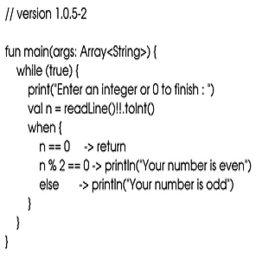 // version 1.0.5-2
fun main(args: Array<String>) {
while (true) {
print("Enter an integer or 0 to finish : ")
val n = readLine()!!.toInt()
when {
n == 0 -> return
n % 2 == 0 -> println("Your number is even")
else -> println("Your number is odd")
}
}
}